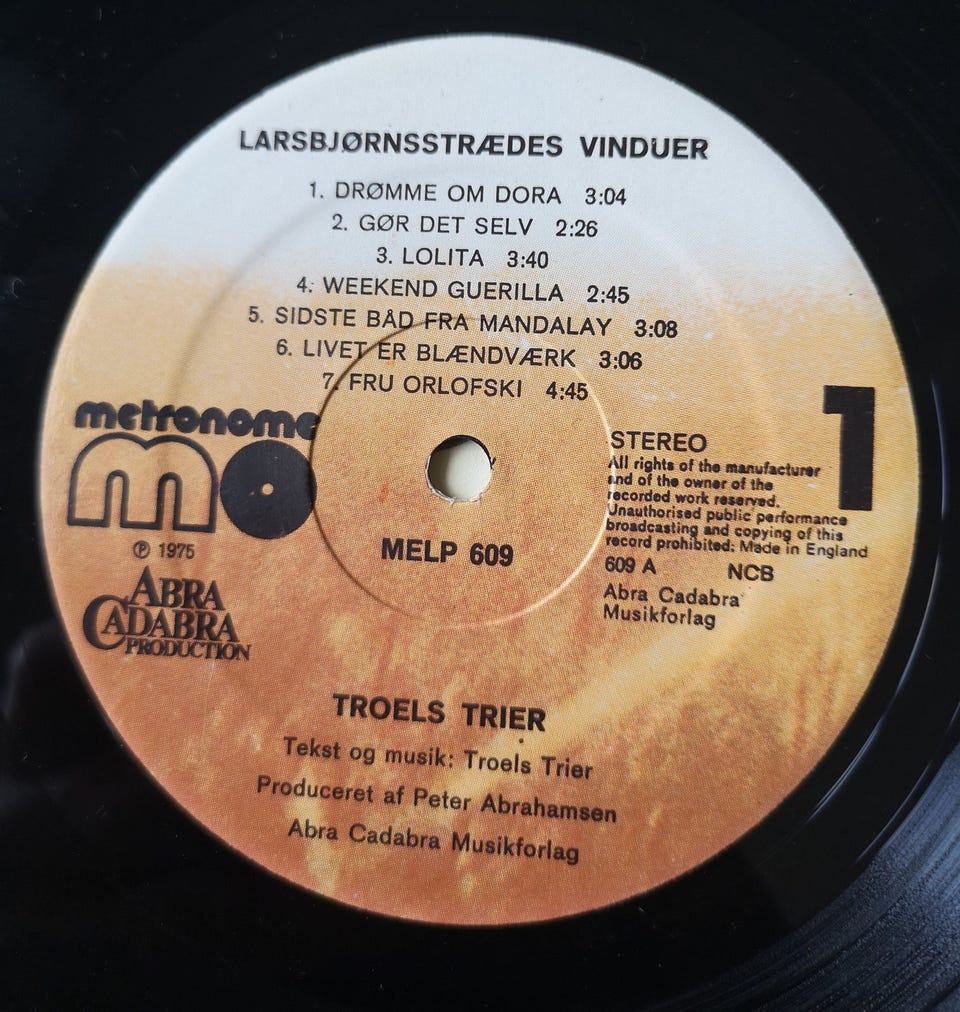 LARSBJØRNSSTRÆDES VINDUER
1. DRØMME OM DORA 3:04
2. GØR DET SELV 2:26
3. LOLITA 3:40
4. WEEKEND GUERILLA 2:45
5. SIDSTE BÅD FRA MANDALAY 3:08
6. LIVET ER BLÆNDVÆRK 3:06
7. FRU ORLOFSKI 4:45
metronome
m
℗ 1975
ABRA
CADABRA
PRODUCTION
MELP 609
1
STEREO
All rights of the manufacturer
and of the owner of the
recorded work reserved.
Unauthorised public performance
broadcasting and copying of this
record prohibited: Made in England
609 A NCB
Abra Cadabra
Musikforlag
TROELS TRIER
Tekst og musik: Troels Trier
Produceret af Peter Abrahamsen
Abra Cadabra Musikforlag